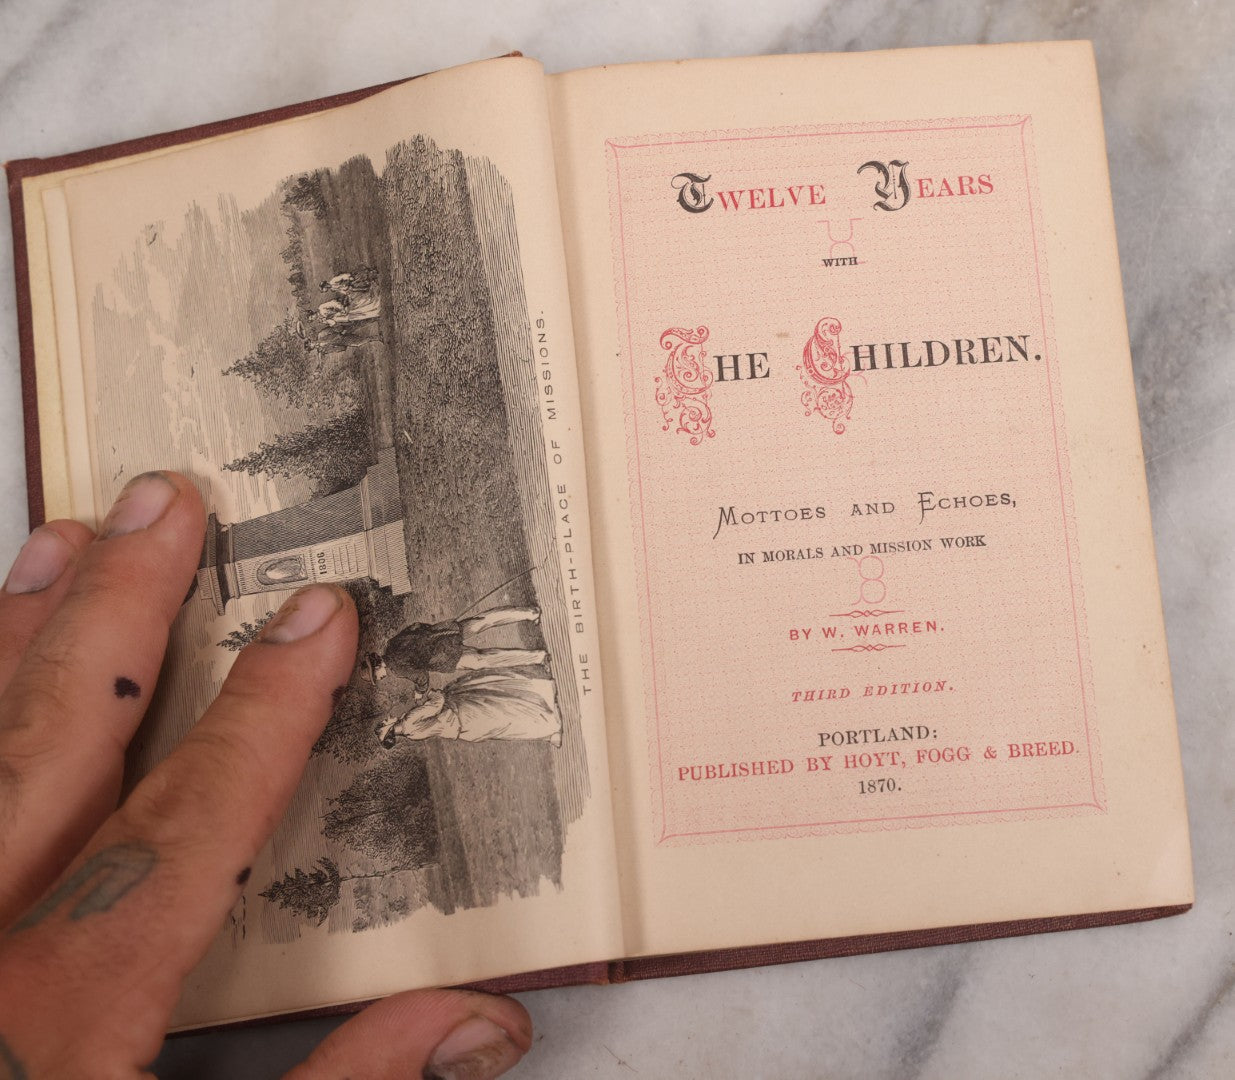 THE BIRTH-PLACE OF MISSIONS.
1806
TWELVE YEARS
WITH
THE CHILDREN.
MOTTOES AND ECHOES,
IN MORALS AND MISSION WORK
BY W. WARREN.
THIRD EDITION.
PORTLAND:
PUBLISHED BY HOYT, FOGG & BREED.
1870.